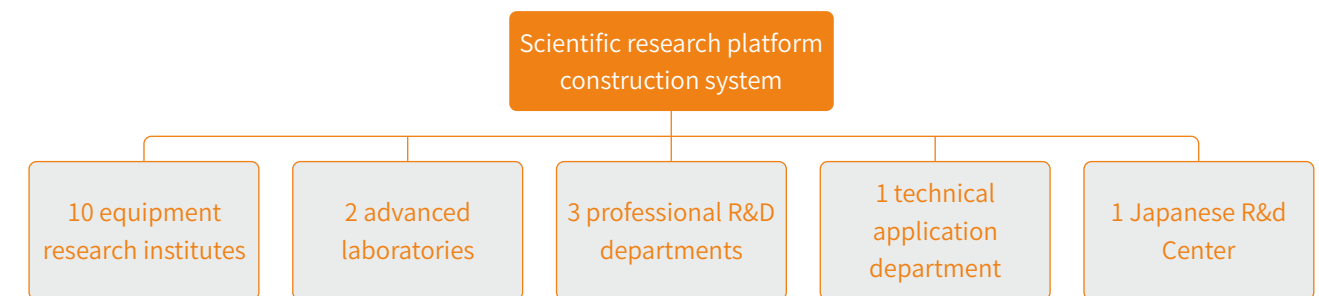 Scientific research platform
construction system
10 equipment
research institutes
2 advanced
laboratories
3 professional R&D
departments
1 technical
application
department
1 Japanese R&d
Center